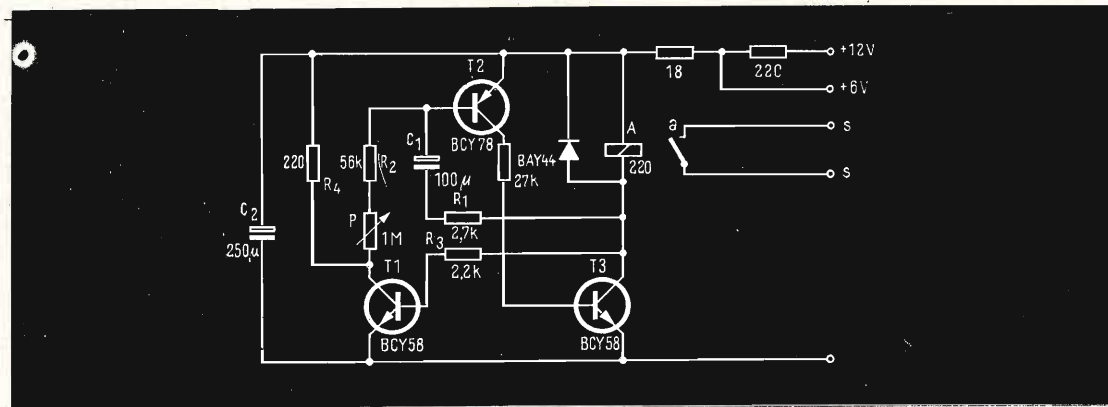 +12V
18
22C
+6V
T2
A
a
s
BCY78
BAY44
220
C1
56k
R2
100µ
27k
220
R4
R1
2,7k
s
P
1M
C2
250µ
R3
2,2k
T1
T3
BCY58
BCY58